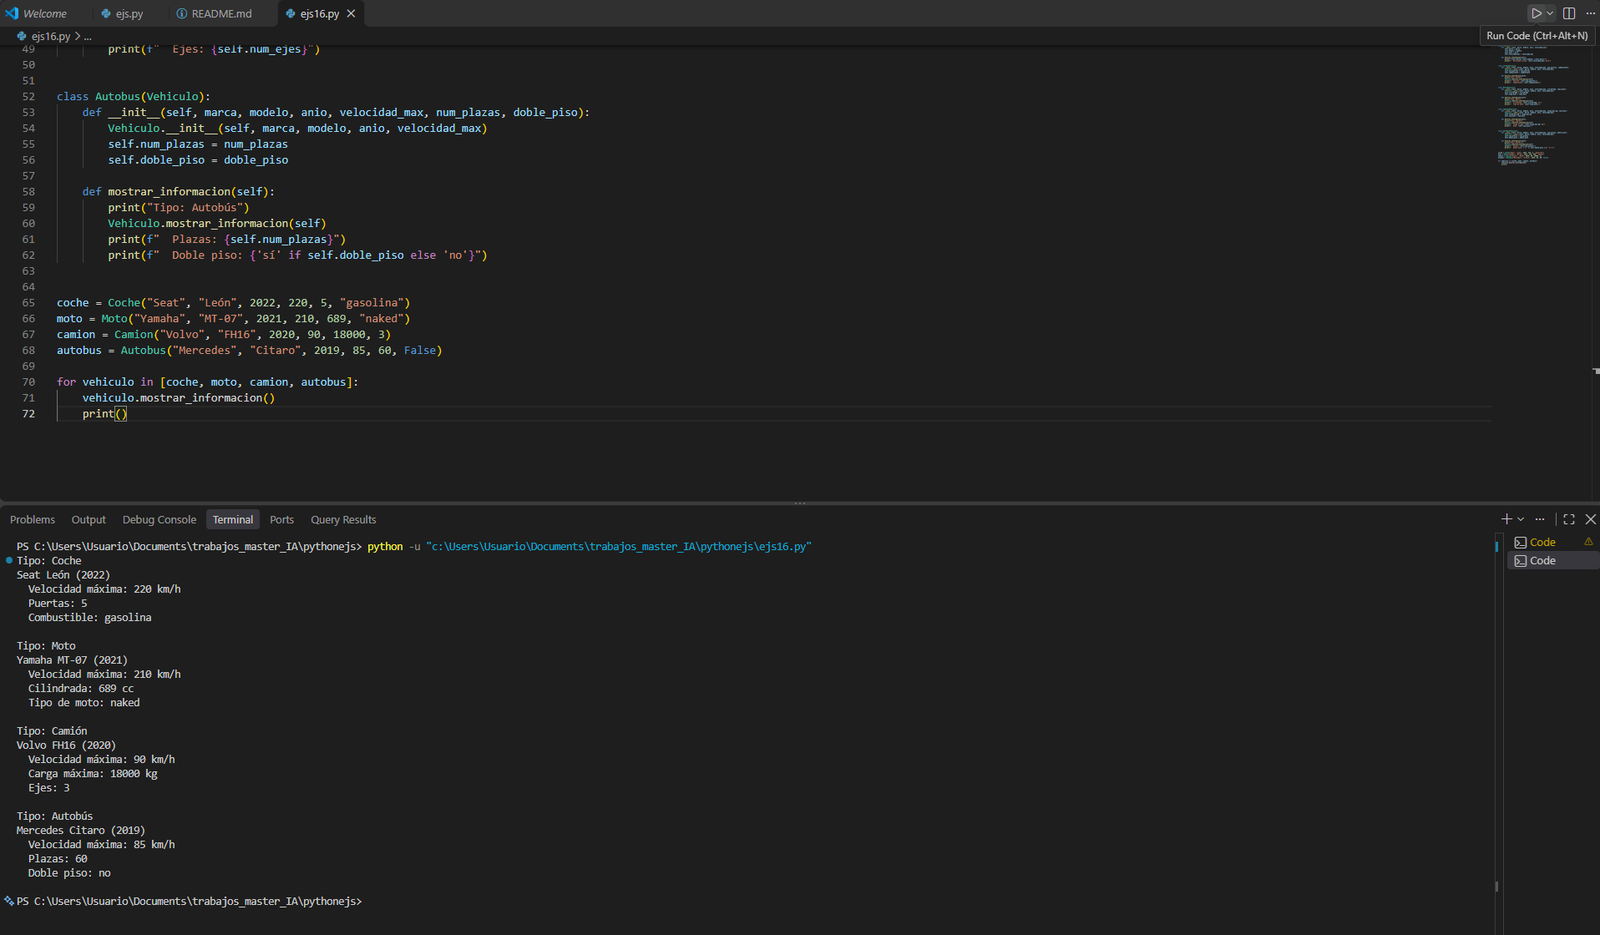 Welcome
ejs.py
README.md
ejs16.py
ejs16.py > ...
Run Code (Ctrl+Alt+N)
49             print(f"  Ejes: {self.num_ejes}")
50
51
52     class Autobus(Vehiculo):
53         def __init__(self, marca, modelo, anio, velocidad_max, num_plazas, doble_piso):
54             Vehiculo.__init__(self, marca, modelo, anio, velocidad_max)
55             self.num_plazas = num_plazas
56             self.doble_piso = doble_piso
57
58         def mostrar_informacion(self):
59             print("Tipo: Autobús")
60             Vehiculo.mostrar_informacion(self)
61             print(f"  Plazas: {self.num_plazas}")
62             print(f"  Doble piso: {'sí' if self.doble_piso else 'no'}")
63
64
65     coche = Coche("Seat", "León", 2022, 220, 5, "gasolina")
66     moto = Moto("Yamaha", "MT-07", 2021, 210, 689, "naked")
67     camion = Camion("Volvo", "FH16", 2020, 90, 18000, 3)
68     autobus = Autobus("Mercedes", "Citaro", 2019, 85, 60, False)
69
70     for vehiculo in [coche, moto, camion, autobus]:
71         vehiculo.mostrar_informacion()
72         print()
Problems Output Debug Console Terminal Ports Query Results
PS C:\Users\Usuario\Documents\trabajos_master_IA\pythonejs> python -u "c:\Users\Usuario\Documents\trabajos_master_IA\pythonejs\ejs16.py"
Tipo: Coche
Seat León (2022)
  Velocidad máxima: 220 km/h
  Puertas: 5
  Combustible: gasolina

Tipo: Moto
Yamaha MT-07 (2021)
  Velocidad máxima: 210 km/h
  Cilindrada: 689 cc
  Tipo de moto: naked

Tipo: Camión
Volvo FH16 (2020)
  Velocidad máxima: 90 km/h
  Carga máxima: 18000 kg
  Ejes: 3

Tipo: Autobús
Mercedes Citaro (2019)
  Velocidad máxima: 85 km/h
  Plazas: 60
  Doble piso: no

PS C:\Users\Usuario\Documents\trabajos_master_IA\pythonejs>
Code
Code